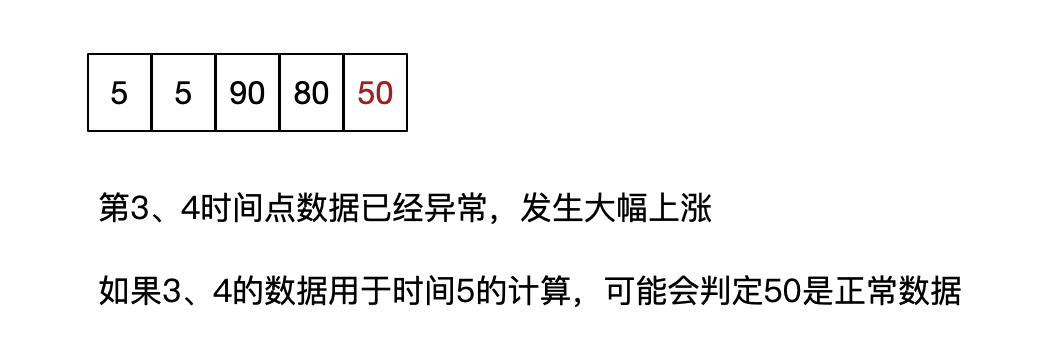 5 5 90 80 50
第3、4时间点数据已经异常，发生大幅上涨
如果3、4的数据用于时间5的计算，可能会判定50是正常数据